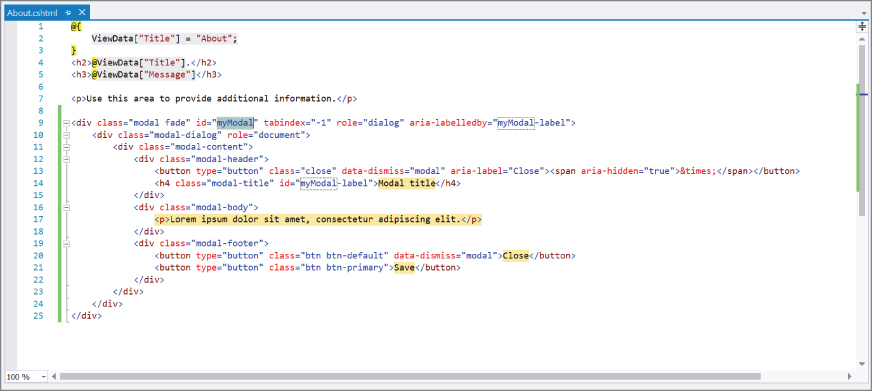 About.cshtml
1 @{
2 ViewData["Title"] = "About";
3 }
4 <h2>@ViewData["Title"].</h2>
5 <h3>@ViewData["Message"]</h3>
6
7 <p>Use this area to provide additional information.</p>
8
9 <div class="modal fade" id="myModal" tabindex="-1" role="dialog" aria-labelledby="myModal-label">
10 <div class="modal-dialog" role="document">
11 <div class="modal-content">
12 <div class="modal-header">
13 <button type="button" class="close" data-dismiss="modal" aria-label="Close"><span aria-hidden="true">&times;</span></button>
14 <h4 class="modal-title" id="myModal-label">Modal title</h4>
15 </div>
16 <div class="modal-body">
17 <p>Lorem ipsum dolor sit amet, consectetur adipiscing elit.</p>
18 </div>
19 <div class="modal-footer">
20 <button type="button" class="btn btn-default" data-dismiss="modal">Close</button>
21 <button type="button" class="btn btn-primary">Save</button>
22 </div>
23 </div>
24 </div>
25 </div>
100 %